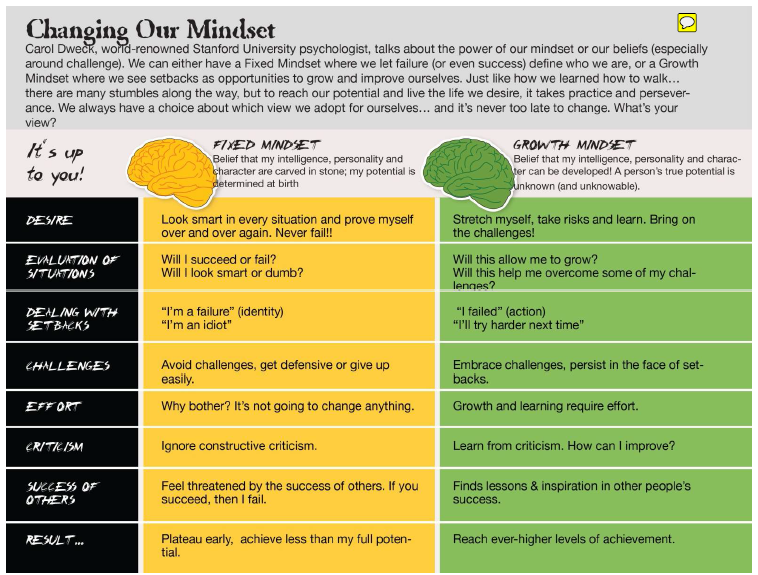 Changing Our Mindset
Carol Dweck, world-renowned Stanford University psychologist, talks about the power of our mindset or our beliefs (especially
around challenge). We can either have a Fixed Mindset where we let failure (or even success) define who we are, or a Growth
Mindset where we see setbacks as opportunities to grow and improve ourselves. Just like how we learned how to walk…
there are many stumbles along the way, but to reach our potential and live the life we desire, it takes practice and persever-
ance. We always have a choice about which view we adopt for ourselves… and it's never too late to change. What's your
view?
It's up
to you!
FIXED MINDSET
Belief that my intelligence, personality and
character are carved in stone; my potential is
determined at birth
GROWTH MINDSET
Belief that my intelligence, personality and charac-
ter can be developed! A person's true potential is
unknown (and unknowable).
DESIRE
Look smart in every situation and prove myself
over and over again. Never fail!!
Stretch myself, take risks and learn. Bring on
the challenges!
EVALUATION OF
SITUATIONS
Will I succeed or fail?
Will I look smart or dumb?
Will this allow me to grow?
Will this help me overcome some of my chal-
lenges?
DEALING WITH
SETBACKS
"I'm a failure" (identity)
"I'm an idiot"
"I failed" (action)
"I'll try harder next time"
CHALLENGES
Avoid challenges, get defensive or give up
easily.
Embrace challenges, persist in the face of set-
backs.
EFFORT
Why bother? It's not going to change anything.
Growth and learning require effort.
CRITICISM
Ignore constructive criticism.
Learn from criticism. How can I improve?
SUCCESS OF
OTHERS
Feel threatened by the success of others. If you
succeed, then I fail.
Finds lessons & inspiration in other people's
success.
RESULT...
Plateau early, achieve less than my full poten-
tial.
Reach ever-higher levels of achievement.